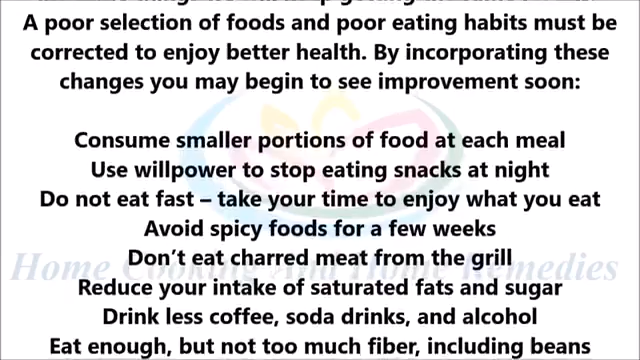 A poor selection of foods and poor eating habits must be
corrected to enjoy better health. By incorporating these
changes you may begin to see improvement soon:
Consume smaller portions of food at each meal
Use willpower to stop eating snacks at night
Do not eat fast – take your time to enjoy what you eat
Avoid spicy foods for a few weeks
Don’t eat charred meat from the grill
Home Cooking And Home Remedies
Reduce your intake of saturated fats and sugar
Drink less coffee, soda drinks, and alcohol
Eat enough, but not too much fiber, including beans